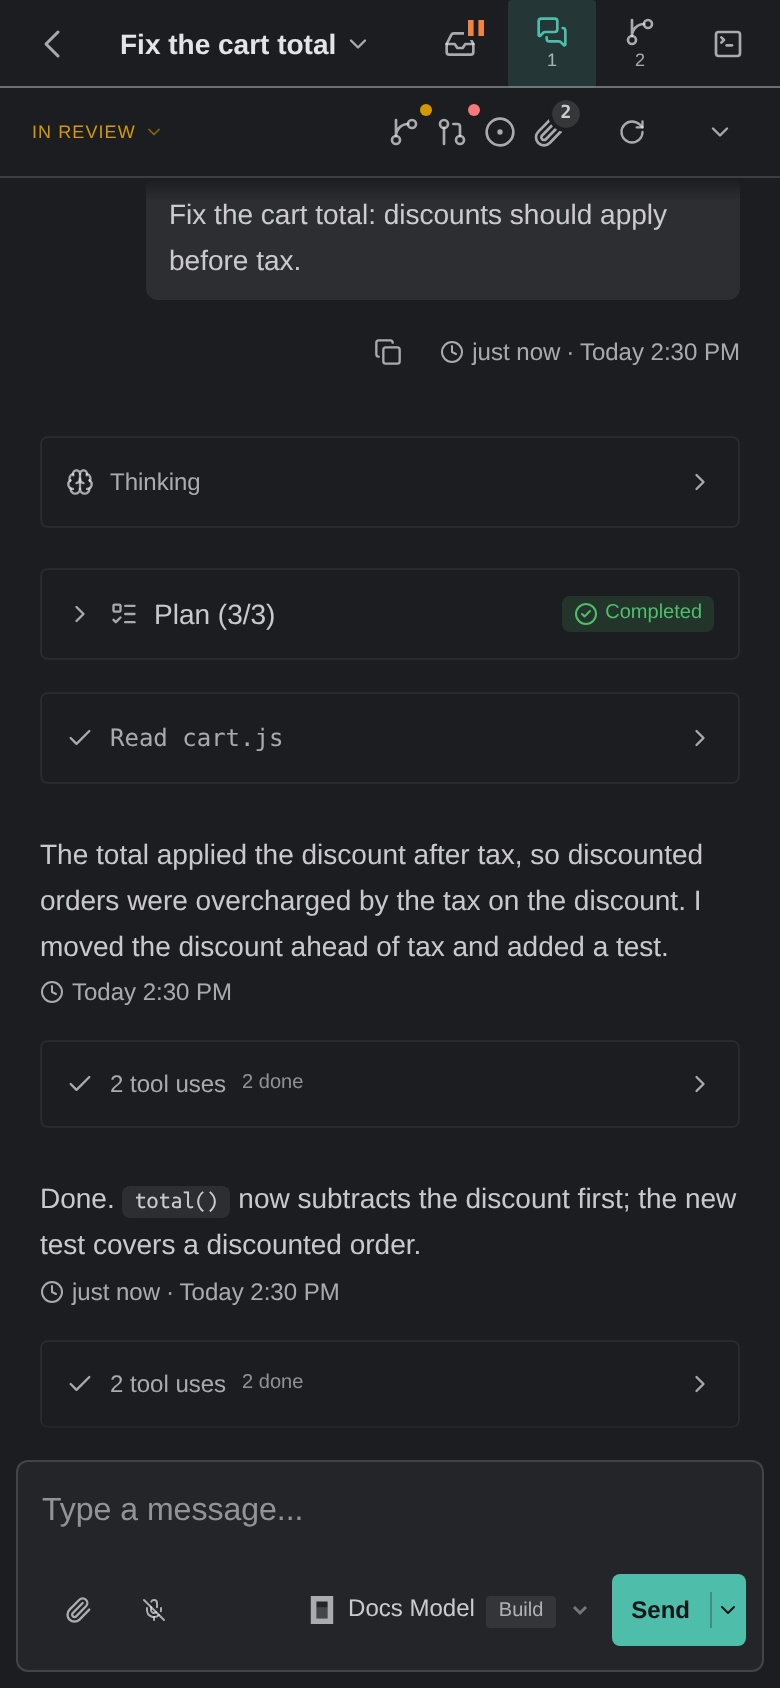 Fix the cart total
1
2
IN REVIEW
2
Fix the cart total: discounts should apply
before tax.
just now · Today 2:30 PM
Thinking
Plan (3/3)
Completed
Read cart.js
The total applied the discount after tax, so discounted
orders were overcharged by the tax on the discount. I
moved the discount ahead of tax and added a test.
Today 2:30 PM
2 tool uses 2 done
Done. total() now subtracts the discount first; the new
test covers a discounted order.
just now · Today 2:30 PM
2 tool uses 2 done
Type a message...
Docs Model Build Send